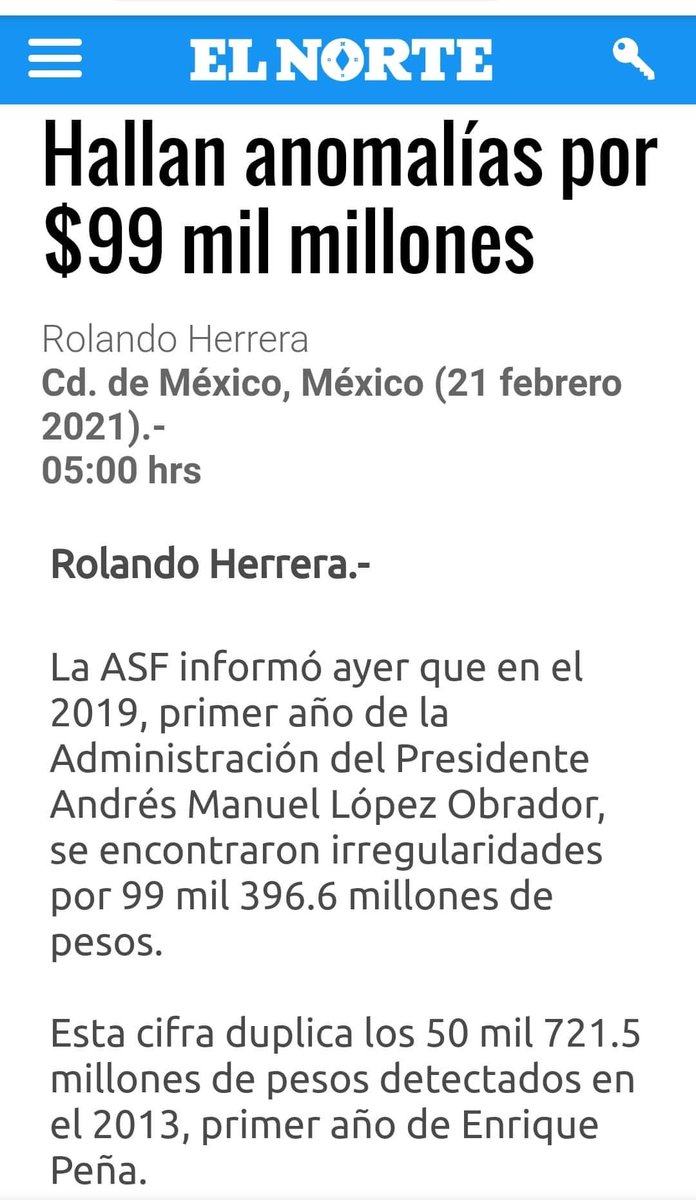 EL NORTE
Hallan anomalías por
$99 mil millones
Rolando Herrera
Cd. de México, México (21 febrero
2021).-
05:00 hrs
Rolando Herrera.-
La ASF informó ayer que en el
2019, primer año de la
Administración del Presidente
Andrés Manuel López Obrador,
se encontraron irregularidades
por 99 mil 396.6 millones de
pesos.
Esta cifra duplica los 50 mil 721.5
millones de pesos detectados en
el 2013, primer año de Enrique
Peña.